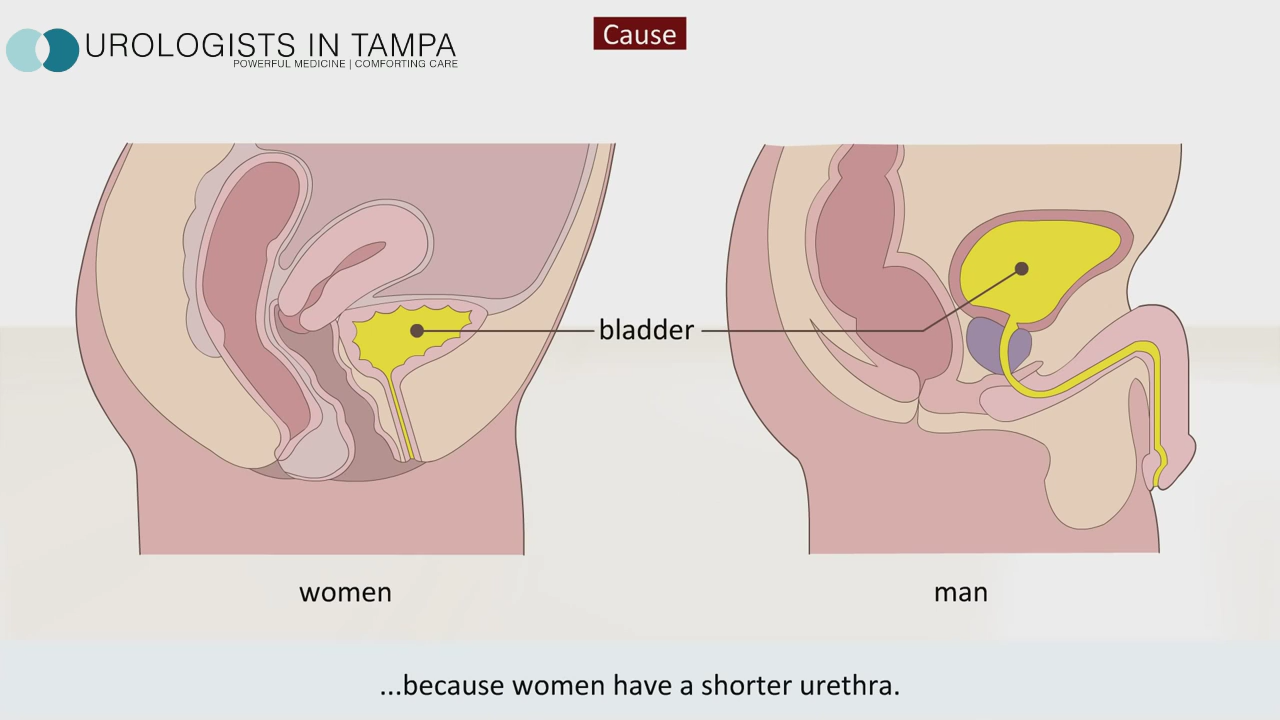 UROLOGISTS IN TAMPA
POWERFUL MEDICINE | COMFORTING CARE
Cause
bladder
women
man
...because women have a shorter urethra.